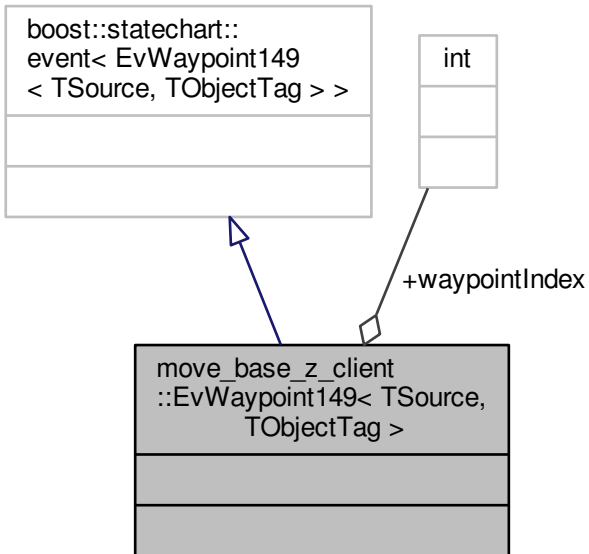 boost::statechart::
event< EvWaypoint149
< TSource, TObjectTag > >
int
+waypointIndex
move_base_z_client
::EvWaypoint149< TSource,
TObjectTag >